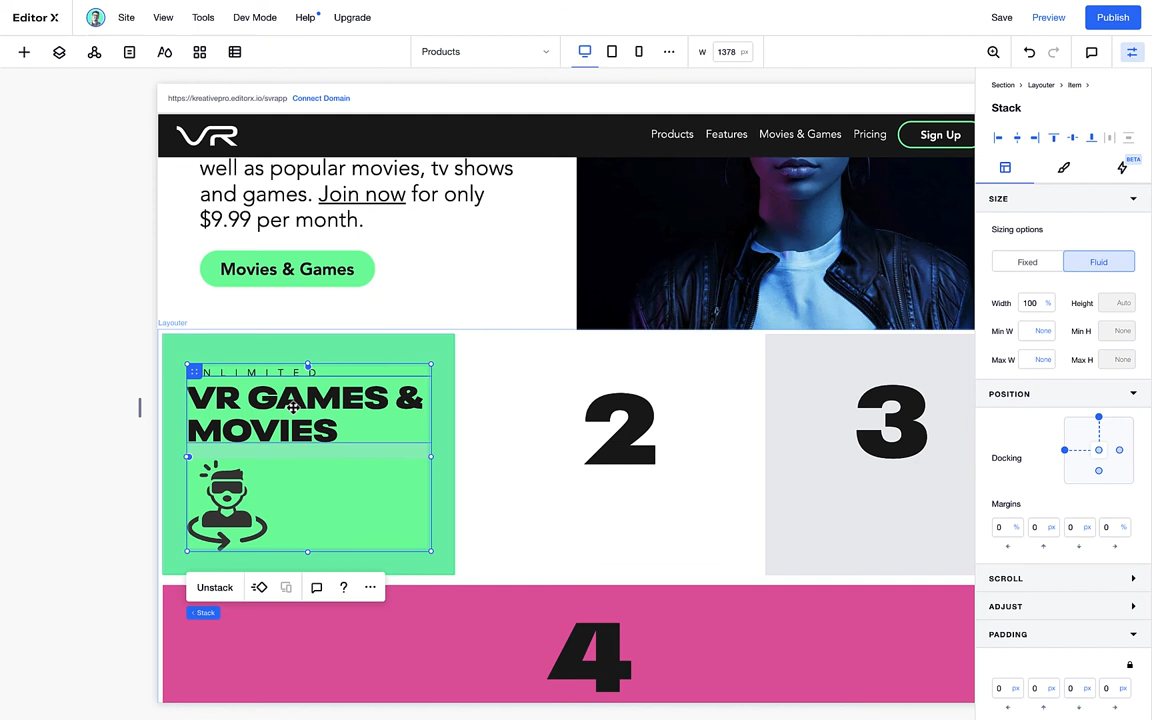 Editor X
Site
View
Tools
Dev Mode
Help
Upgrade
Save
Preview
Publish
Products
W 1378 px
https://kreativepro.editorx.io/svrapp Connect Domain
VR
Products
Features
Movies & Games
Pricing
Sign Up
well as popular movies, tv shows
and games. Join now for only
$9.99 per month.
Movies & Games
Layouter
NLIMITED
VR GAMES &
MOVIES
2
3
Unstack
?
‹ Stack
4
Section > Layouter > Item >
Stack
BETA
SIZE
Sizing options
Fixed
Fluid
Width 100 % Height Auto
Min W None Min H None
Max W None Max H None
POSITION
Docking
Margins
0 % 0 px 0 px 0 %
SCROLL
ADJUST
PADDING
0 px 0 px 0 px 0 px